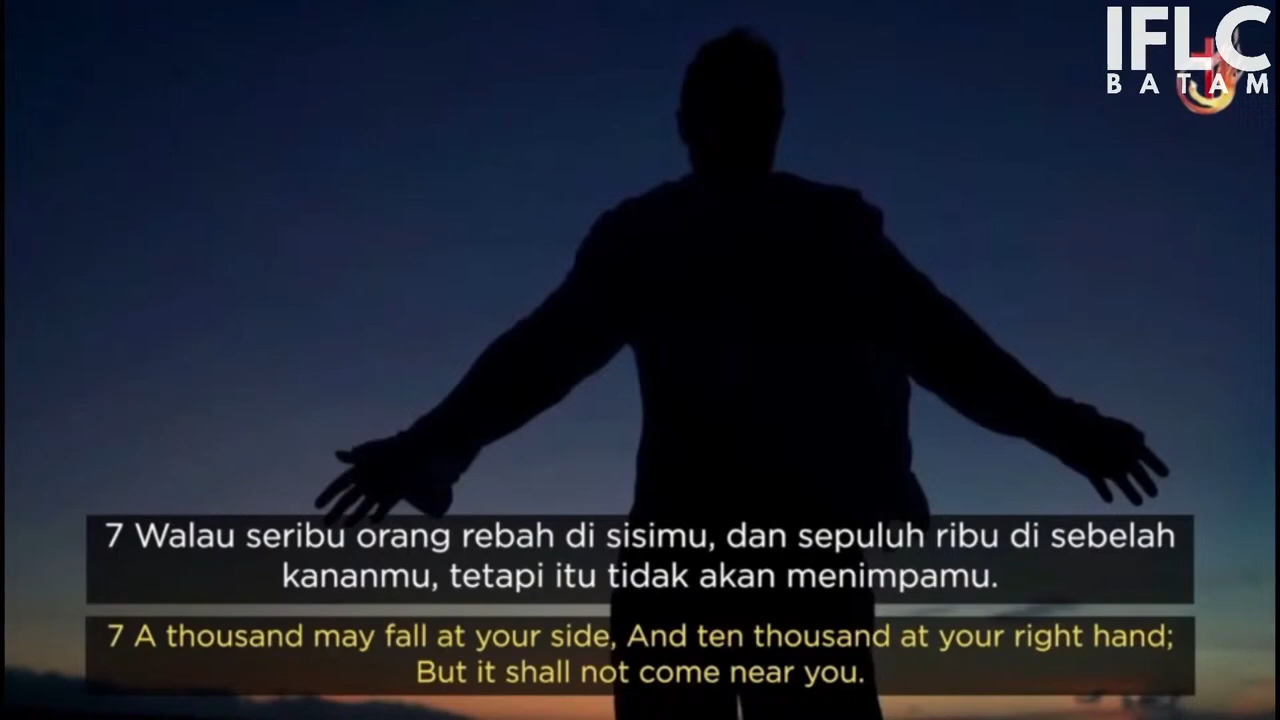 IFLC
BATAM
7 Walau seribu orang rebah di sisimu, dan sepuluh ribu di sebelah
kananmu, tetapi itu tidak akan menimpamu.
7 A thousand may fall at your side, And ten thousand at your right hand;
But it shall not come near you.